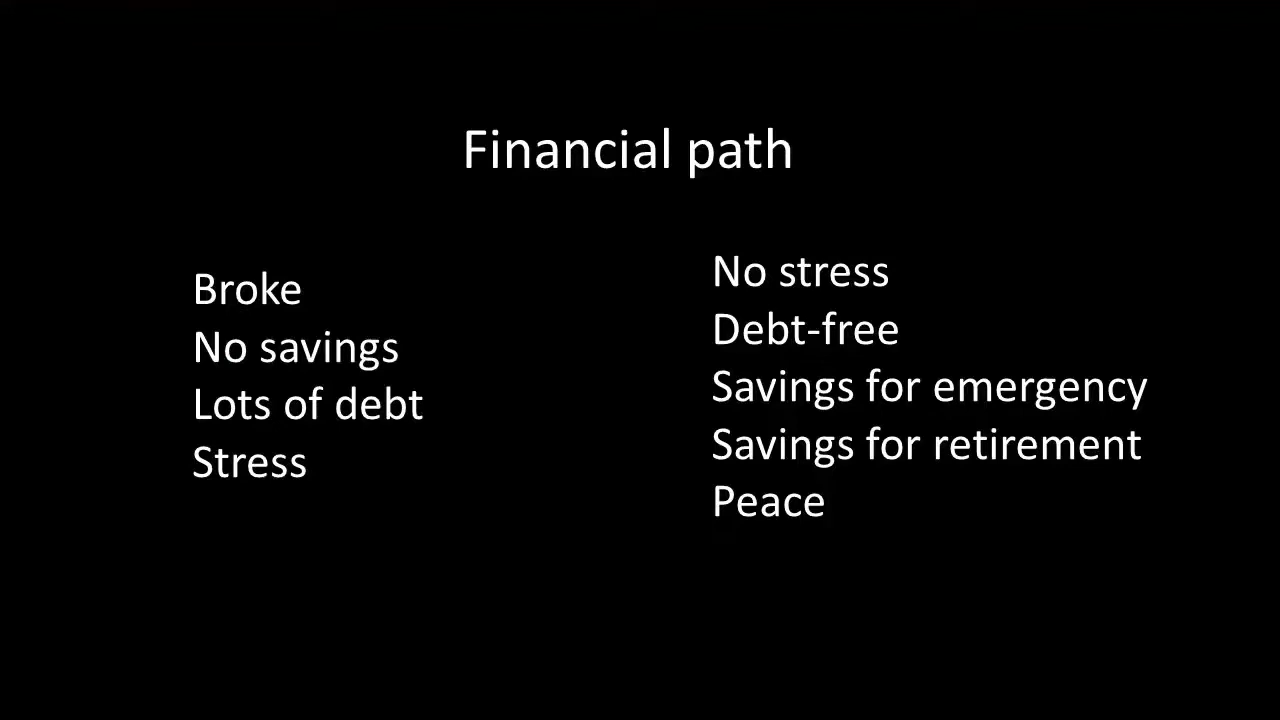 Financial path
Broke
No savings
Lots of debt
Stress
No stress
Debt-free
Savings for emergency
Savings for retirement
Peace